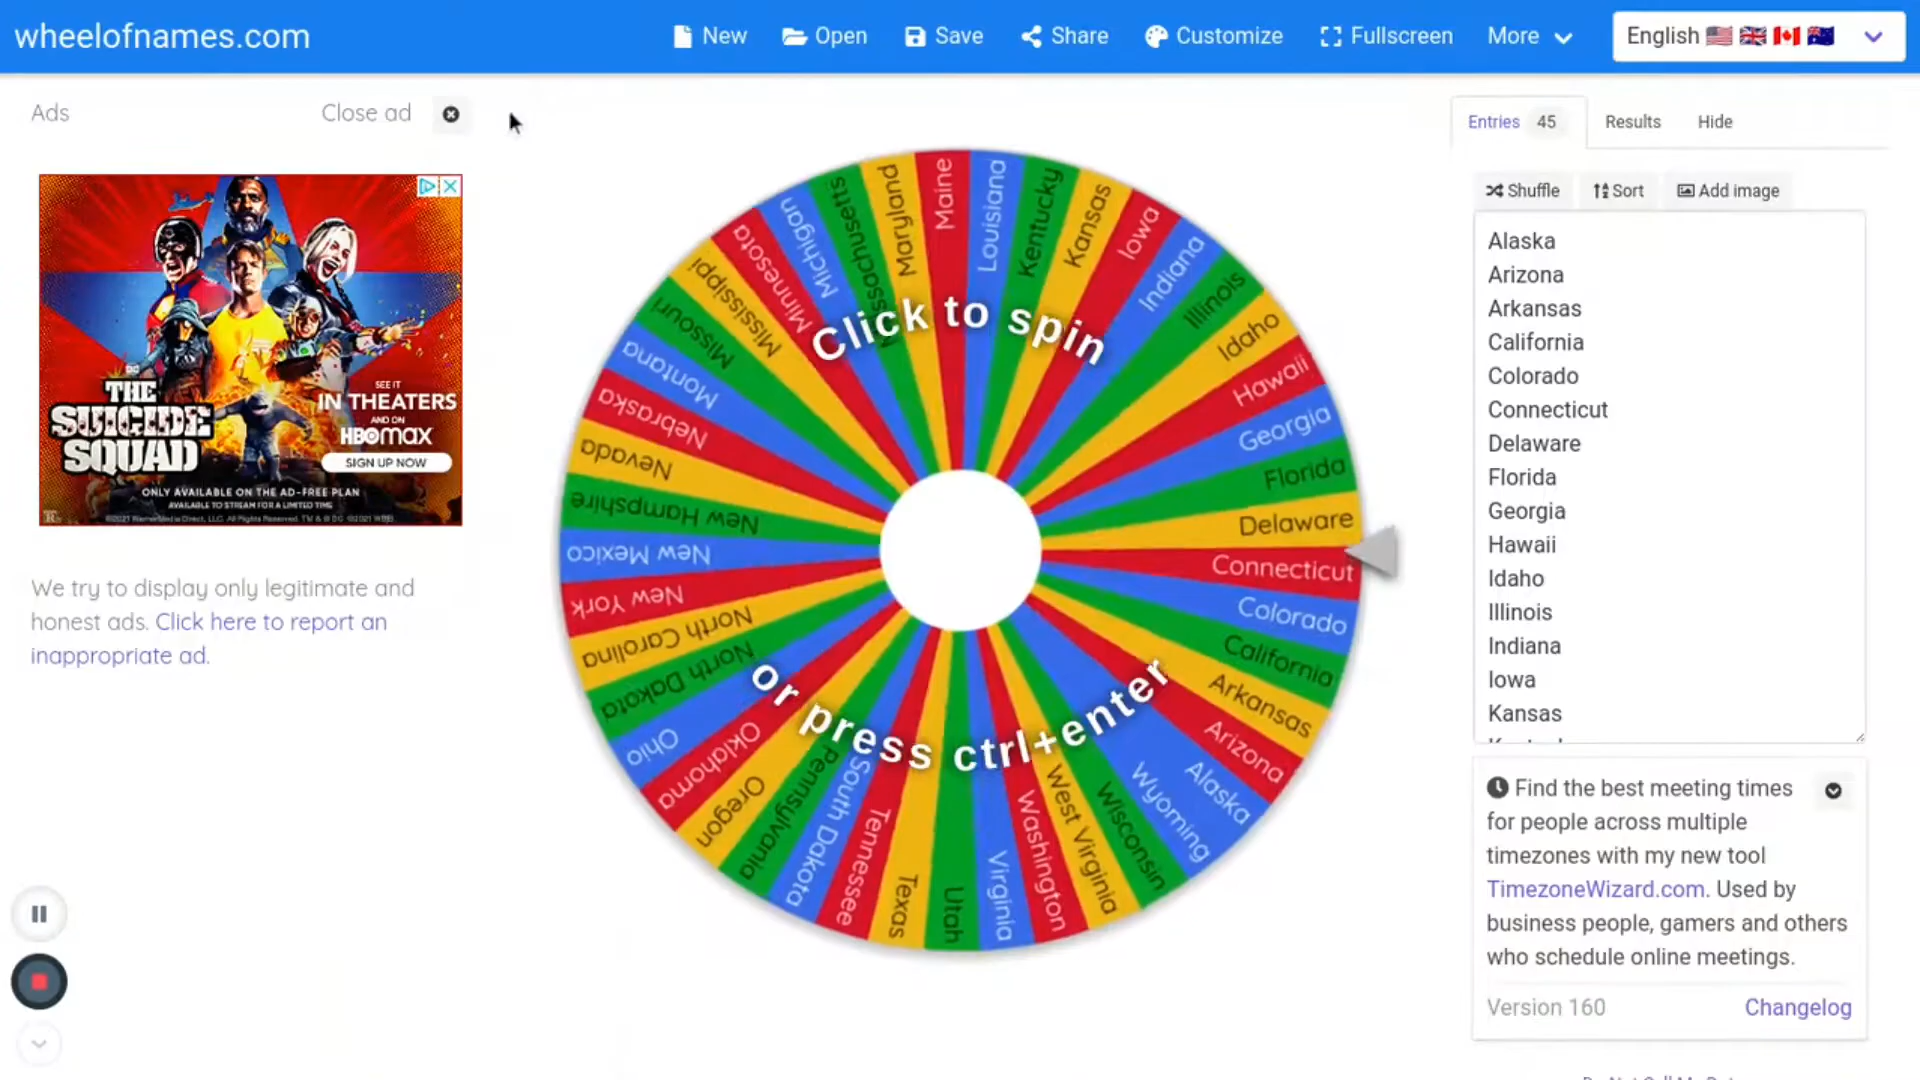 wheelofnames.com
New
Open
Save
Share
Customize
Fullscreen
More
English
Ads
Close ad
THE
SUICIDE
SQUAD
SEE IT
IN THEATERS
AND ON
HBOMAX
SIGN UP NOW
ONLY AVAILABLE ON THE AD-FREE PLAN
AVAILABLE TO STREAM FOR A LIMITED TIME
We try to display only legitimate and
honest ads. Click here to report an
inappropriate ad.
Click to spin
or press ctrl+enter
Maine
Louisiana
Kentucky
Kansas
Iowa
Indiana
Illinois
Idaho
Hawaii
Georgia
Florida
Delaware
Connecticut
Colorado
California
Arkansas
Arizona
Alaska
Wyoming
Wisconsin
West Virginia
Washington
Virginia
Utah
Texas
Tennessee
South Dakota
Pennsylvania
Oregon
Oklahoma
Ohio
North Dakota
North Carolina
New York
New Mexico
New Hampshire
Nevada
Nebraska
Montana
Missouri
Mississippi
Minnesota
Michigan
Massachusetts
Maryland
Entries 45
Results
Hide
Shuffle
Sort
Add image
Alaska
Arizona
Arkansas
California
Colorado
Connecticut
Delaware
Florida
Georgia
Hawaii
Idaho
Illinois
Indiana
Iowa
Kansas
Find the best meeting times
for people across multiple
timezones with my new tool
TimezoneWizard.com. Used by
business people, gamers and others
who schedule online meetings.
Version 160
Changelog